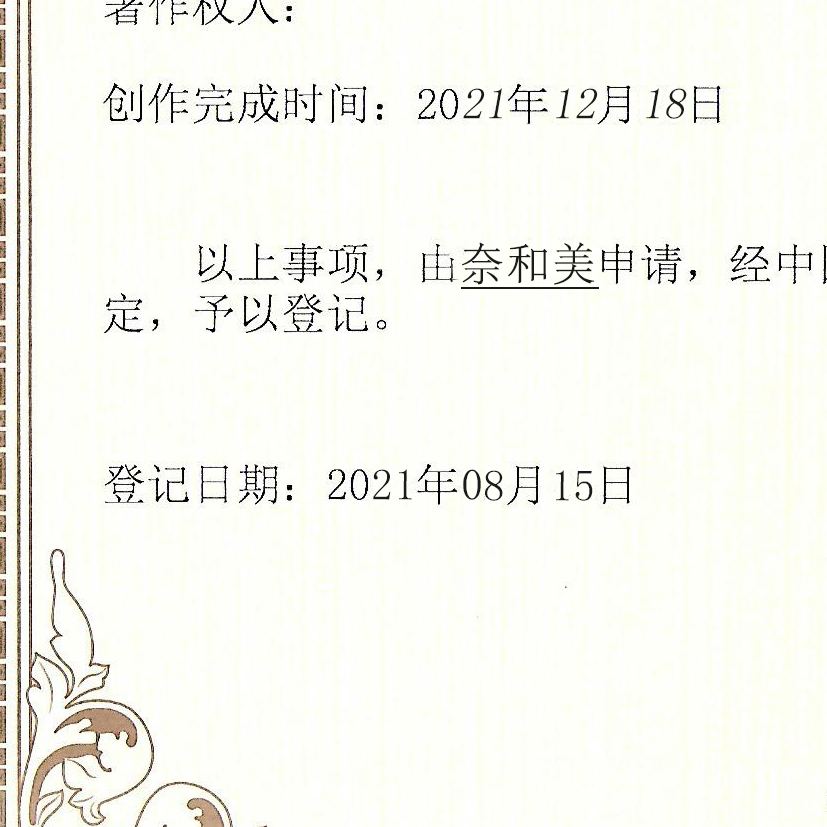 著作权人：
创作完成时间：2021年12月18日
以上事项，由奈和美申请，经中
定，予以登记。
登记日期：2021年08月15日